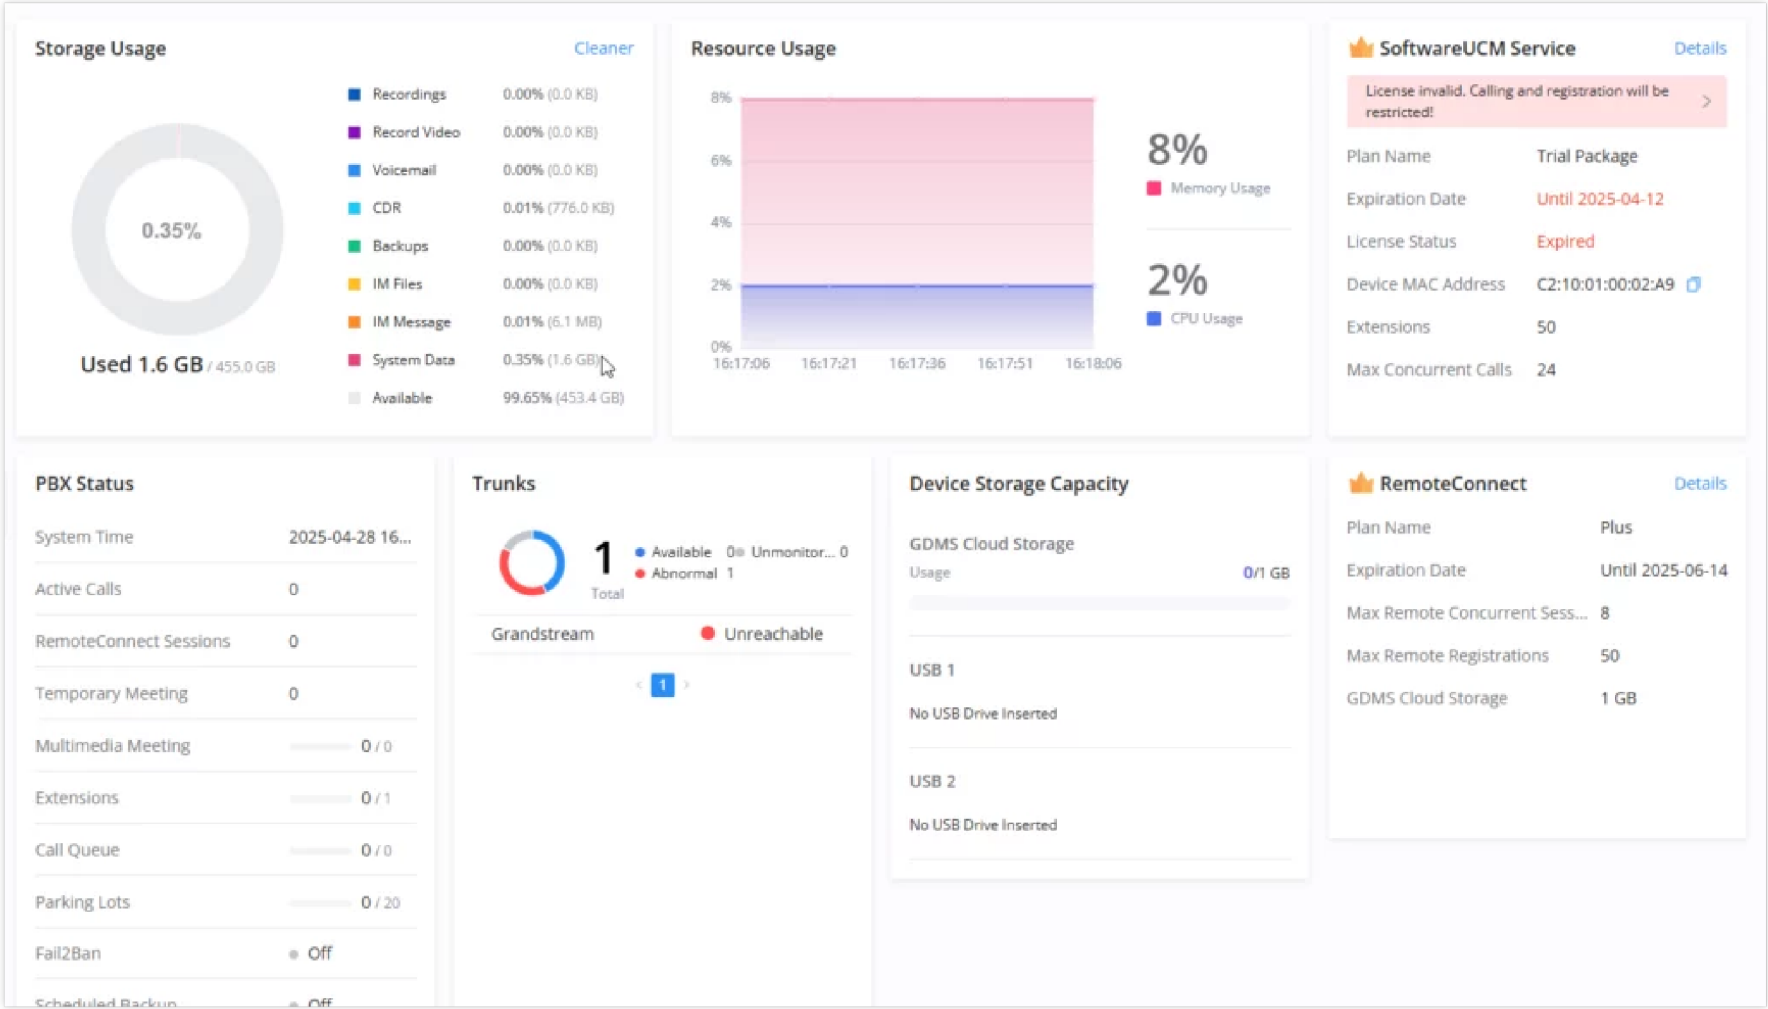 Storage Usage
Cleaner
Recordings 0.00% (0.0 KB)
Record Video 0.00% (0.0 KB)
Voicemail 0.00% (0.0 KB)
CDR 0.01% (776.0 KB)
Backups 0.00% (0.0 KB)
IM Files 0.00% (0.0 KB)
IM Message 0.01% (6.1 MB)
System Data 0.35% (1.6 GB)
Available 99.65% (453.4 GB)
0.35%
Used 1.6 GB / 455.0 GB
Resource Usage
8%
6%
4%
2%
0%
16:17:06 16:17:21 16:17:36 16:17:51 16:18:06
8%
Memory Usage
2%
CPU Usage
SoftwareUCM Service
Details
License invalid. Calling and registration will be
restricted!
Plan Name Trial Package
Expiration Date Until 2025-04-12
License Status Expired
Device MAC Address C2:10:01:00:02:A9
Extensions 50
Max Concurrent Calls 24
PBX Status
System Time 2025-04-28 16...
Active Calls 0
RemoteConnect Sessions 0
Temporary Meeting 0
Multimedia Meeting 0 / 0
Extensions 0 / 1
Call Queue 0 / 0
Parking Lots 0 / 20
Fail2Ban Off
Scheduled Backup Off
Trunks
1
Total
Available 0 Unmonitor... 0
Abnormal 1
Grandstream Unreachable
< 1 >
Device Storage Capacity
GDMS Cloud Storage
Usage 0/1 GB
USB 1
No USB Drive Inserted
USB 2
No USB Drive Inserted
RemoteConnect
Details
Plan Name Plus
Expiration Date Until 2025-06-14
Max Remote Concurrent Sess... 8
Max Remote Registrations 50
GDMS Cloud Storage 1 GB